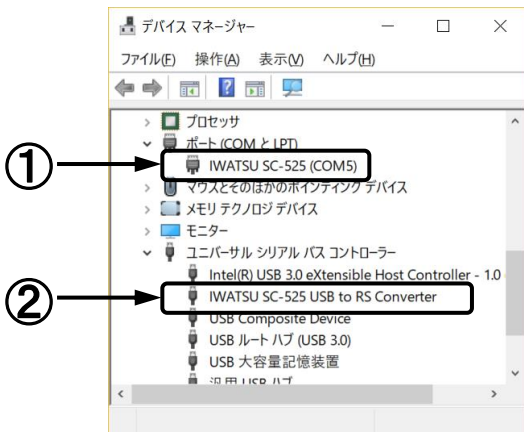 デバイス マネージャー
ファイル(F) 操作(A) 表示(V) ヘルプ(H)
プロセッサ
ポート (COM と LPT)
① IWATSU SC-525 (COM5)
マウスとそのほかのポインティング デバイス
メモリ テクノロジ デバイス
モニター
ユニバーサル シリアル バス コントローラー
Intel(R) USB 3.0 eXtensible Host Controller - 1.0
② IWATSU SC-525 USB to RS Converter
USB Composite Device
USB ルート ハブ (USB 3.0)
USB 大容量記憶装置
汎用 USB ハブ